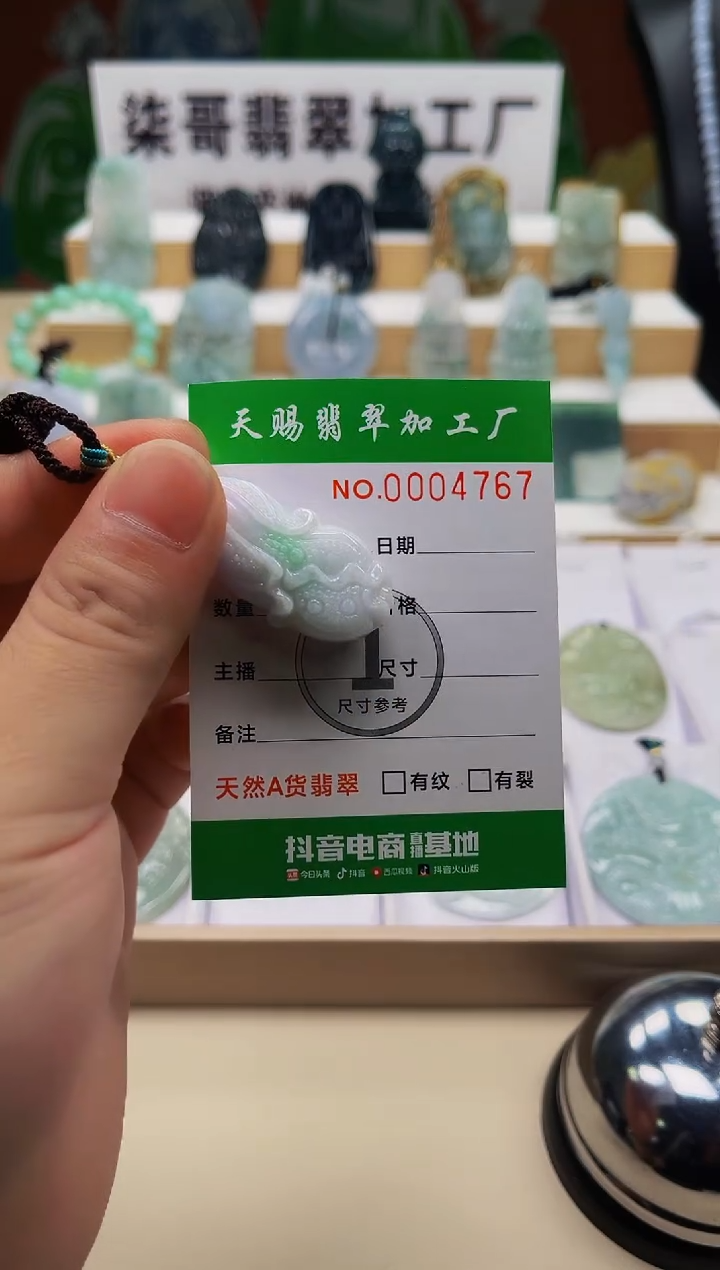 柒哥翡翠加工厂
天赐翡翠加工厂
NO.0004767
日期
数量 格
主播 尺寸
1
尺寸参考
备注
天然A货翡翠 有纹 有裂
抖音电商直播基地
今日头条 抖音 西瓜视频 抖音火山版